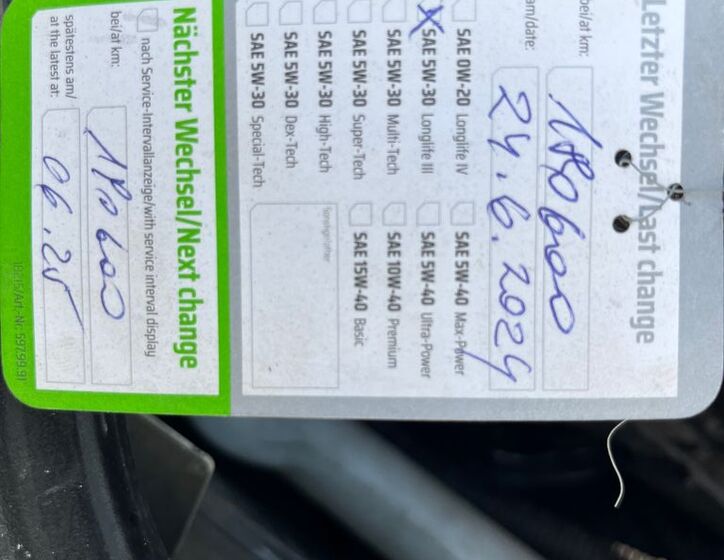 Letzter Wechsel/Last change
bei/at km:
am/date: 24.6.2024
SAE 0W-20 Longlife IV
SAE 5W-40 Max-Power
X SAE 5W-30 Longlife III
SAE 5W-40 Ultra-Power
SAE 5W-30 Multi-Tech
SAE 10W-40 Premium
SAE 5W-30 Super-Tech
SAE 15W-40 Basic
SAE 5W-30 High-Tech
SAE 5W-30 Dex-Tech
SAE 5W-30 Special-Tech
Nächster Wechsel/Next change
nach Service-Intervallanzeige/with service interval display
bei/at km:
spätestens am/
at the latest at: 06.25